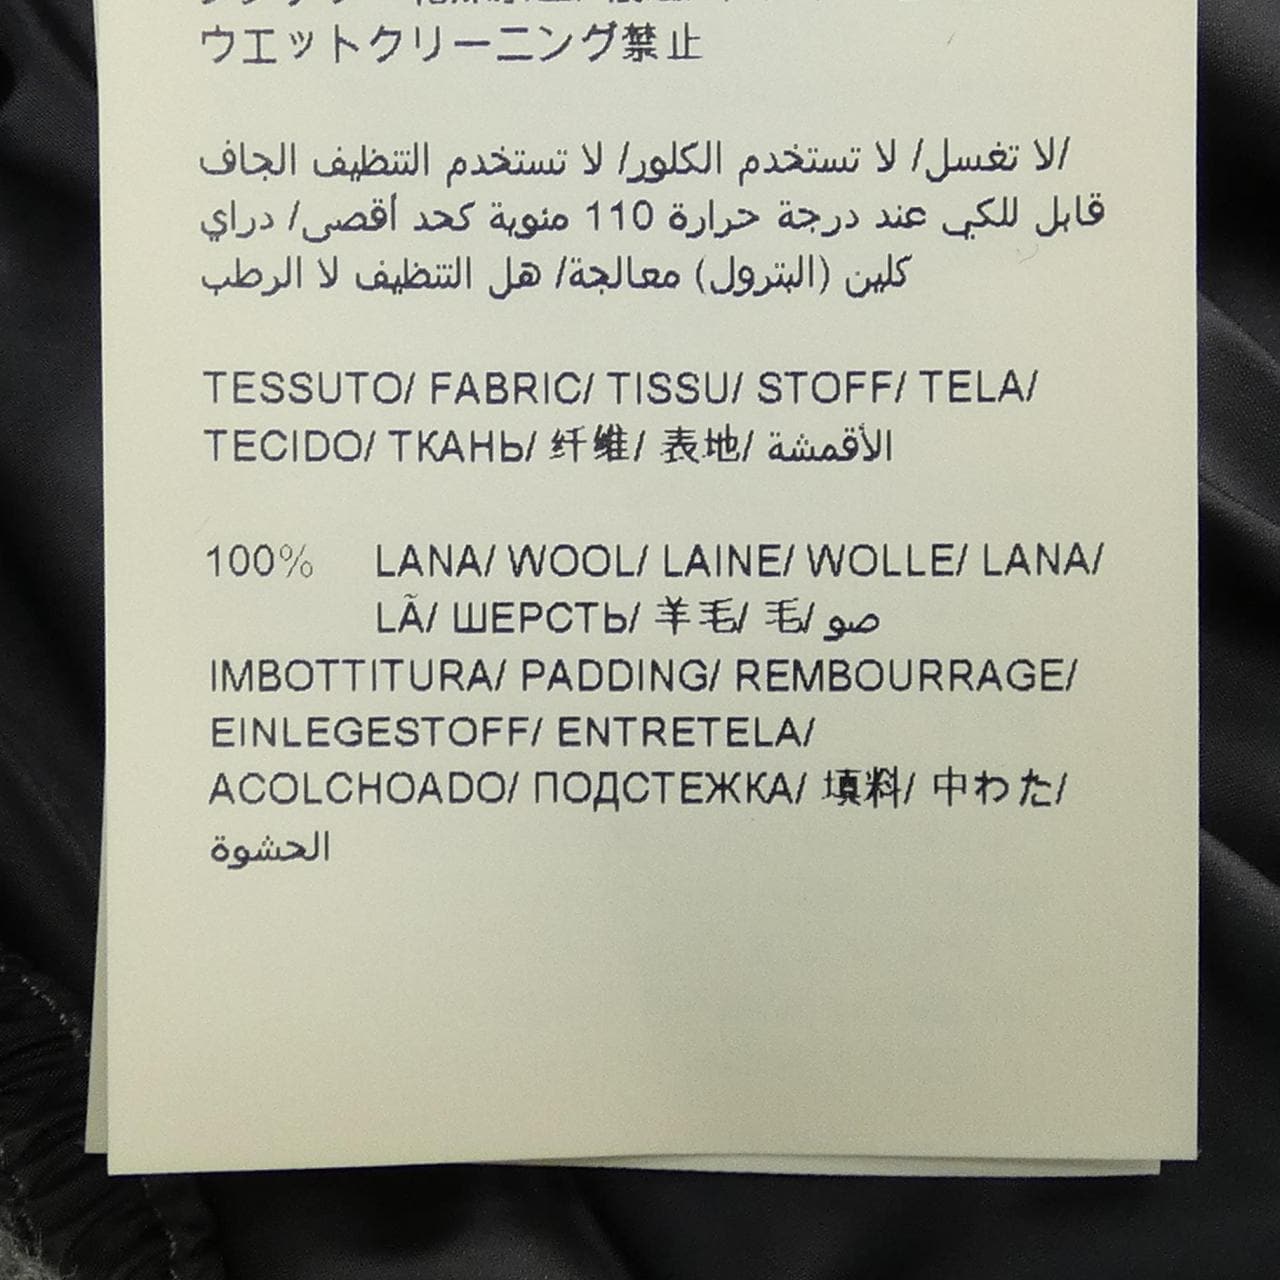 ウエットクリーニング禁止
/لا تغسل/ لا تستخدم الكلور/ لا تستخدم التنظيف الجاف
قابل للكي عند درجة حرارة 110 مئوية كحد أقصى/ دراي
كلين (البترول) معالجة/ هل التنظيف لا الرطب
TESSUTO/ FABRIC/ TISSU/ STOFF/ TELA/
TECIDO/ ТКАНЬ/ 纤维/ 表地/ الأقمشة
100% LANA/ WOOL/ LAINE/ WOLLE/ LANA/
LÃ/ ШЕРСТЬ/ 羊毛/ 毛/ صو
IMBOTTITURA/ PADDING/ REMBOURRAGE/
EINLEGESTOFF/ ENTRETELA/
ACOLCHOADO/ ПОДСТЕЖКА/ 填料/ 中わた/
الحشوة